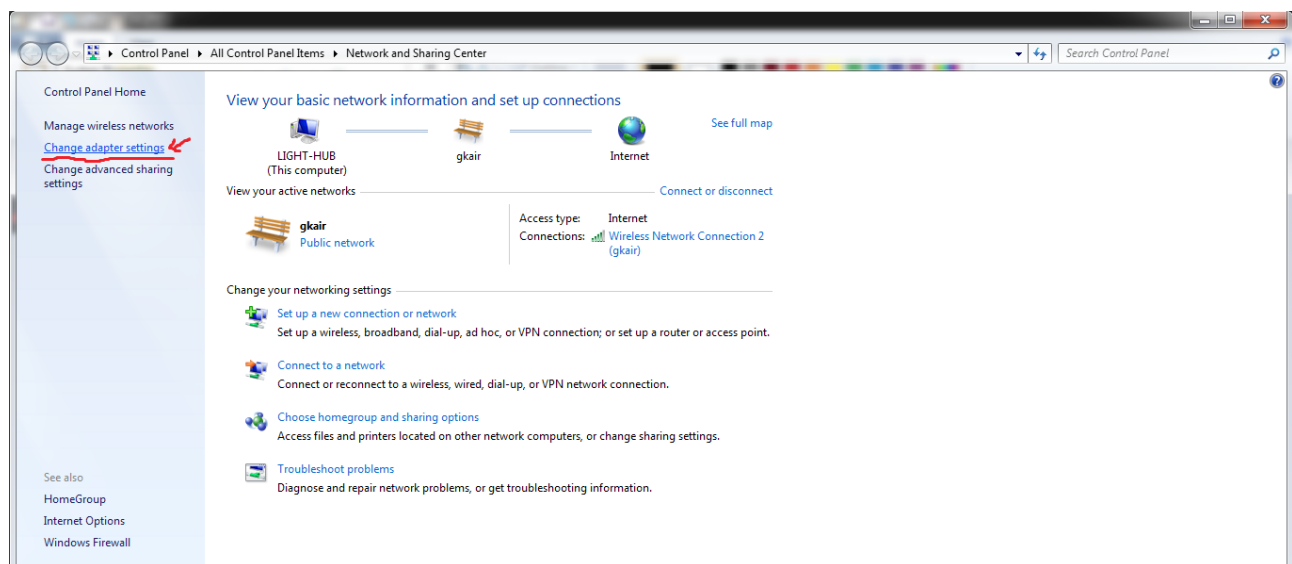 Control Panel ▸ All Control Panel Items ▸ Network and Sharing Center
Search Control Panel
Control Panel Home
Manage wireless networks
Change adapter settings
Change advanced sharing
settings
See also
HomeGroup
Internet Options
Windows Firewall
View your basic network information and set up connections
See full map
LIGHT-HUB
(This computer)
gkair
Internet
View your active networks
Connect or disconnect
gkair
Public network
Access type: Internet
Connections: Wireless Network Connection 2
(gkair)
Change your networking settings
Set up a new connection or network
Set up a wireless, broadband, dial-up, ad hoc, or VPN connection; or set up a router or access point.
Connect to a network
Connect or reconnect to a wireless, wired, dial-up, or VPN network connection.
Choose homegroup and sharing options
Access files and printers located on other network computers, or change sharing settings.
Troubleshoot problems
Diagnose and repair network problems, or get troubleshooting information.